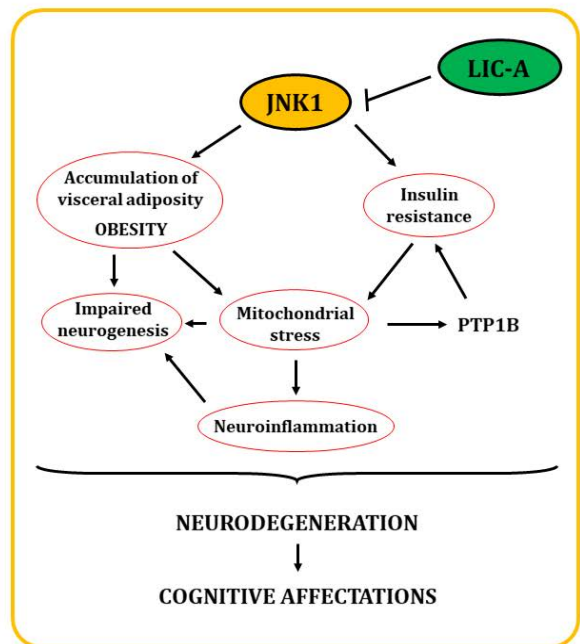 LIC-A
JNK1
Accumulation of
visceral adiposity
OBESITY
Insulin
resistance
Impaired
neurogenesis
Mitochondrial
stress
PTP1B
Neuroinflammation
NEURODEGENERATION
COGNITIVE AFFECTATIONS